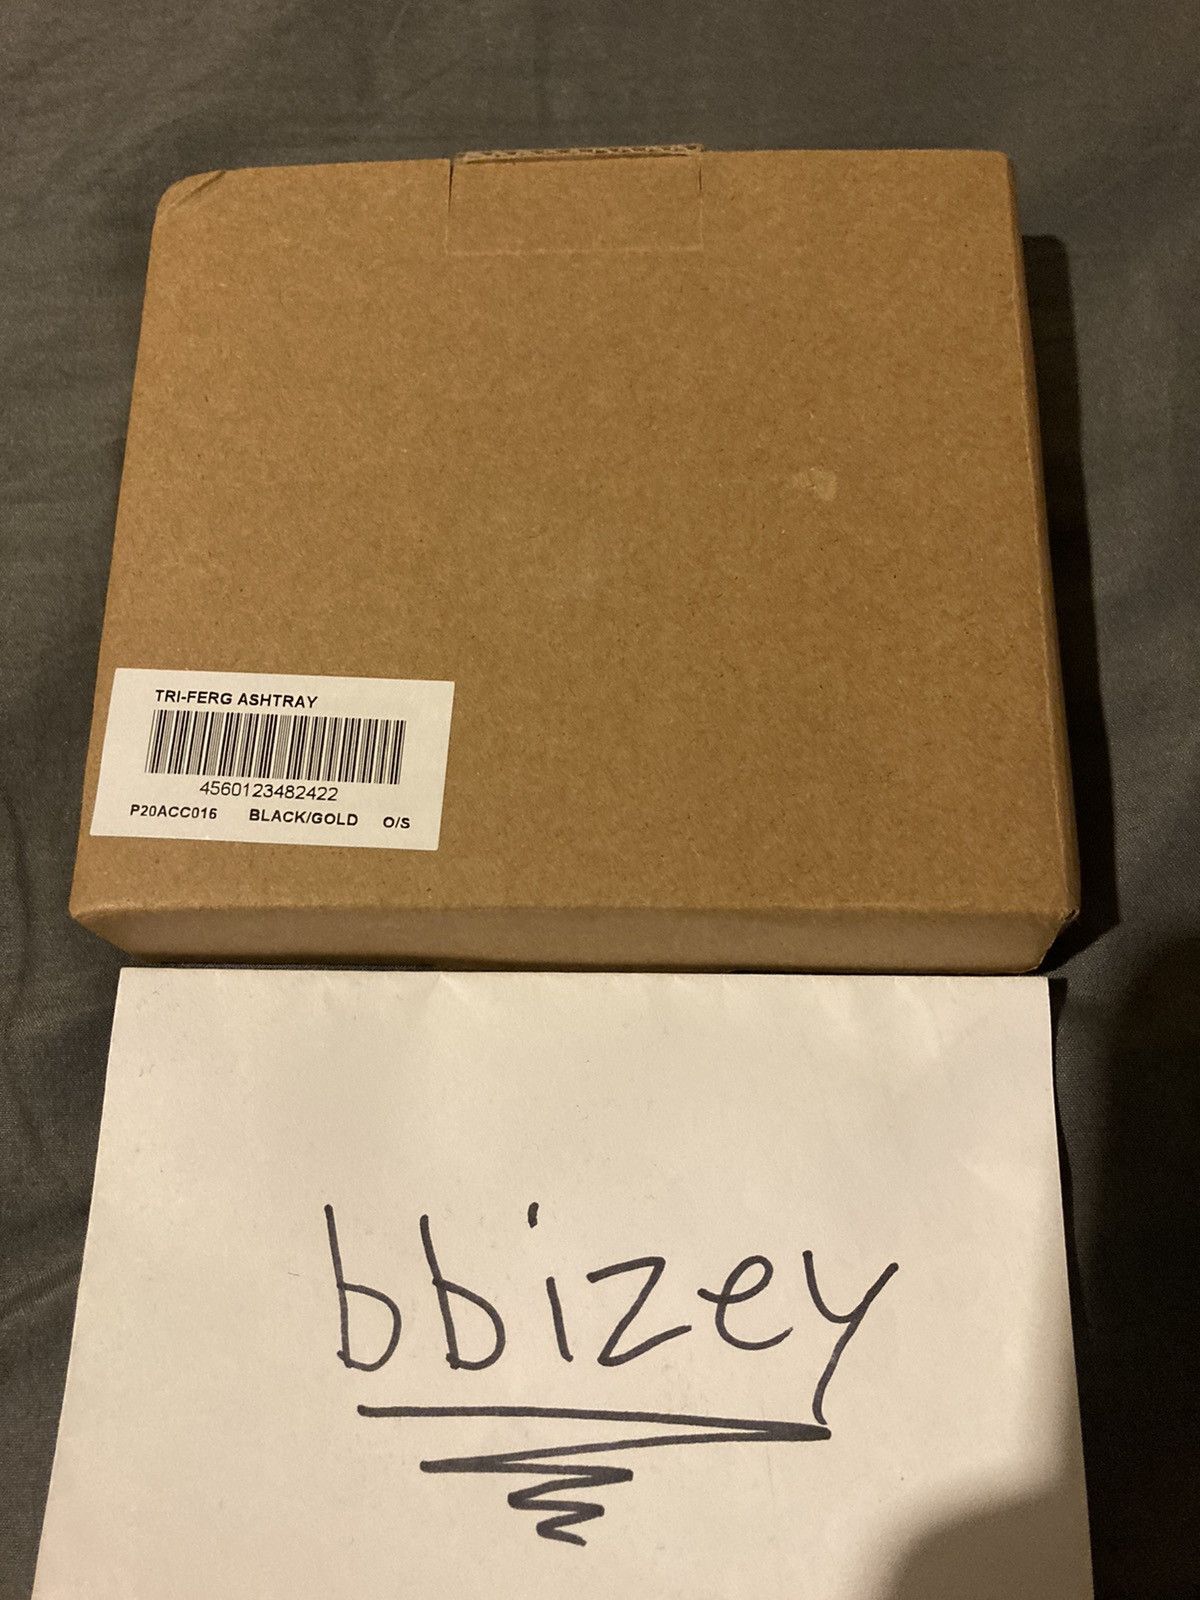 TRI-FERG ASHTRAY
4560123482422
P20ACC016 BLACK/GOLD O/S
bbizey